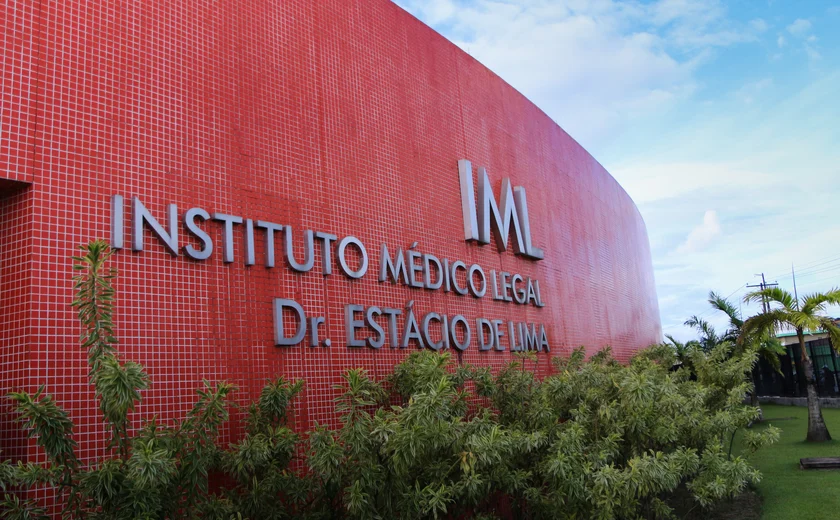 IML
INSTITUTO MÉDICO LEGAL
Dr. ESTÁCIO DE LIMA